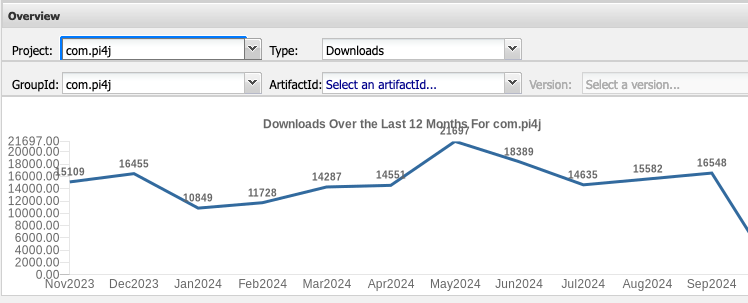 Overview
Project: com.pi4j Type: Downloads
GroupId: com.pi4j ArtifactId: Select an artifactId... Version: Select a version...
Downloads Over the Last 12 Months For com.pi4j
21697.00
20000.00
18000.00
16000.00
14000.00
12000.00
10000.00
8000.00
6000.00
4000.00
2000.00
0.00
15109 16455 10849 11728 14287 14551 21697 18389 14635 15582 16548
Nov2023 Dec2023 Jan2024 Feb2024 Mar2024 Apr2024 May2024 Jun2024 Jul2024 Aug2024 Sep2024